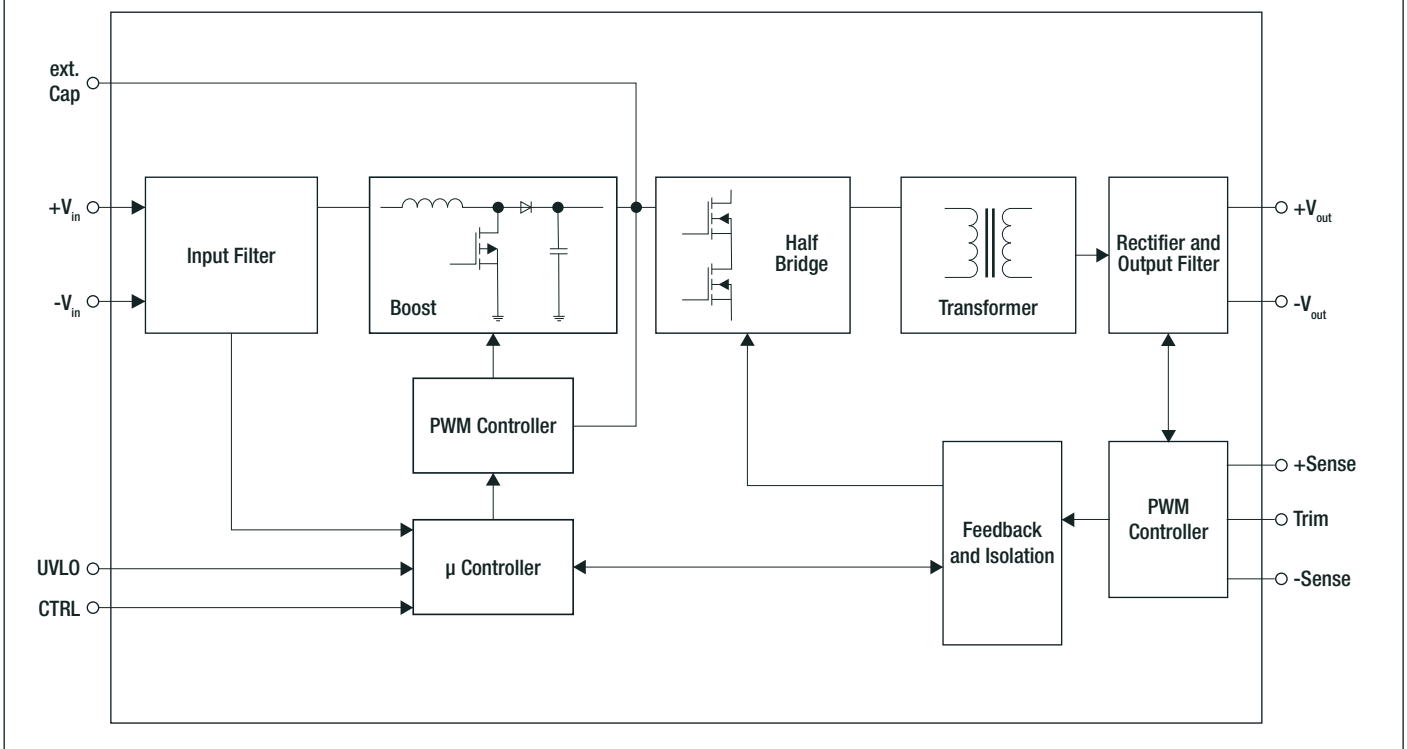 ext.
Cap
+Vin
-Vin
Input Filter
Boost
Half
Bridge
Transformer
Rectifier and
Output Filter
+Vout
-Vout
PWM Controller
UVLO
CTRL
µ Controller
Feedback
and Isolation
PWM
Controller
+Sense
Trim
-Sense